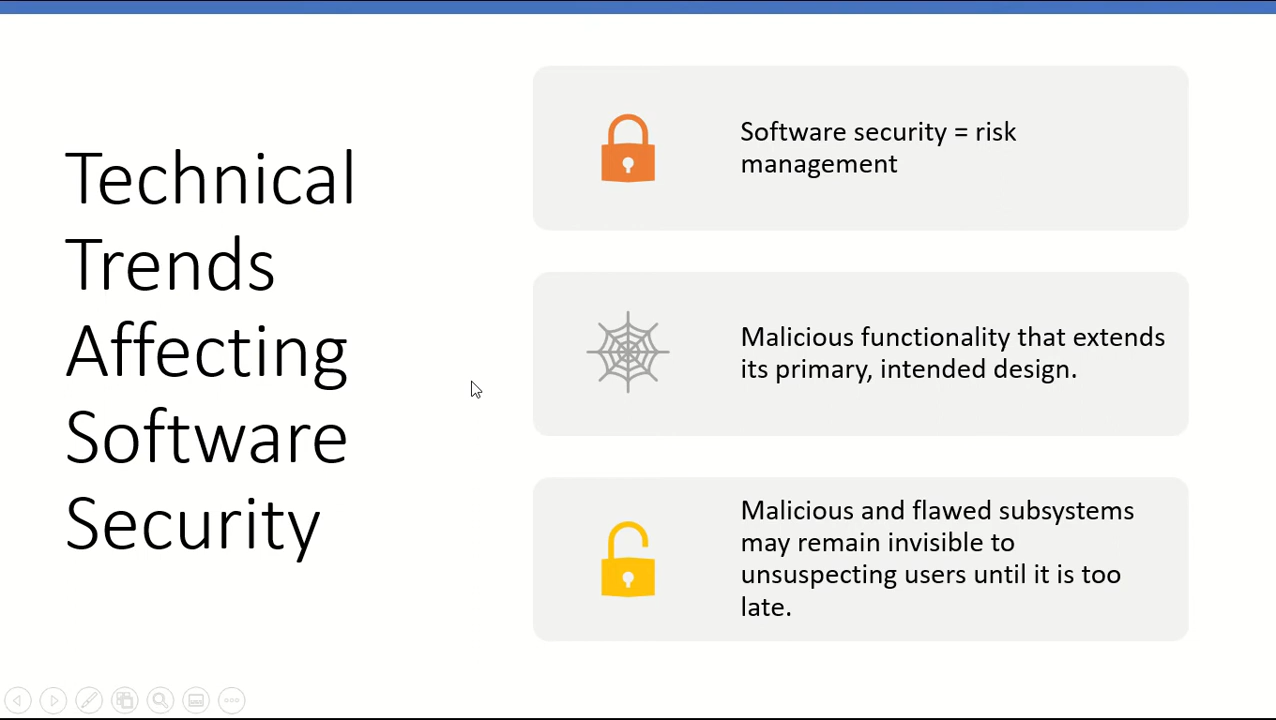 Technical
Trends
Affecting
Software
Security
Software security = risk
management
Malicious functionality that extends
its primary, intended design.
Malicious and flawed subsystems
may remain invisible to
unsuspecting users until it is too
late.